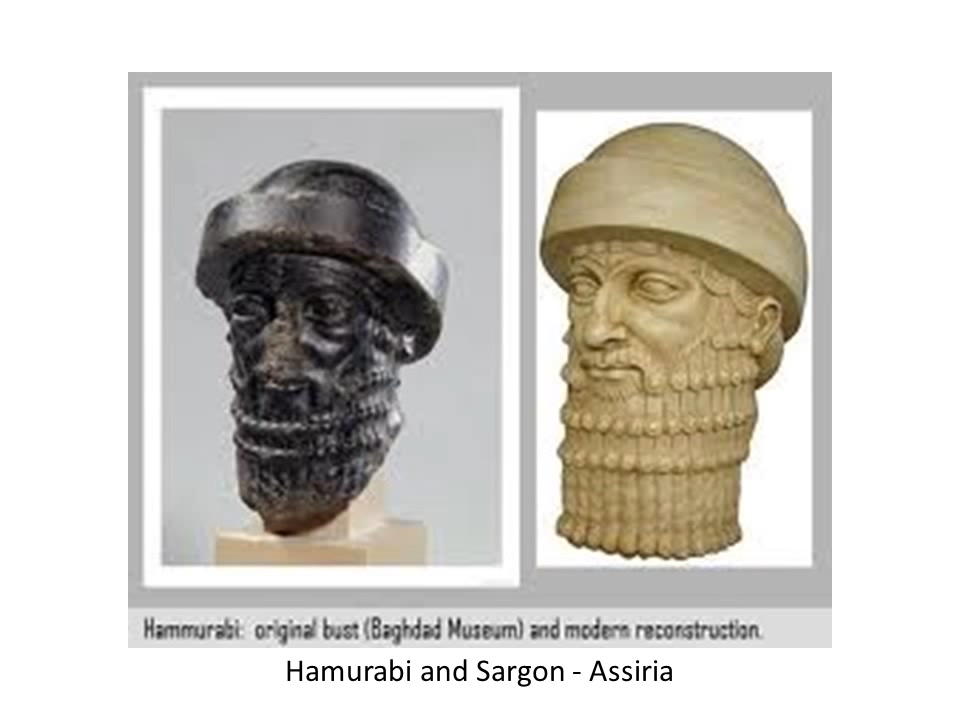 Hammurabi: original bust (Baghdad Museum) and modern reconstruction.
Hamurabi and Sargon - Assiria